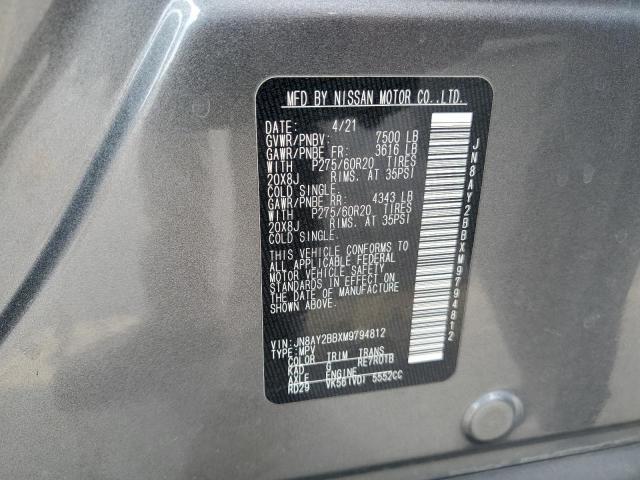 MFD BY NISSAN MOTOR CO.,LTD.
DATE: 4/21
GVWR/PNBV: 7500 LB
GAWR/PNBE FR: 3616 LB
WITH P275/60R20 TIRES
20X8J RIMS. AT 35PSI
COLD SINGLE.
GAWR/PNBE RR: 4343 LB
WITH P275/60R20 TIRES
20X8J RIMS. AT 35PSI
COLD SINGLE.
THIS VEHICLE CONFORMS TO
ALL APPLICABLE FEDERAL
MOTOR VEHICLE SAFETY
STANDARDS IN EFFECT ON
THE DATE OF MANUFACTURE
SHOWN ABOVE.
VIN: JN8AY2BBXM9794812
TYPE: MPV
COLOR TRIM TRANS
KAD g RE7R01B
AXLE ENGINE
RD29 VK56(VD) 5552CC
JN8AY2BBXM9794812